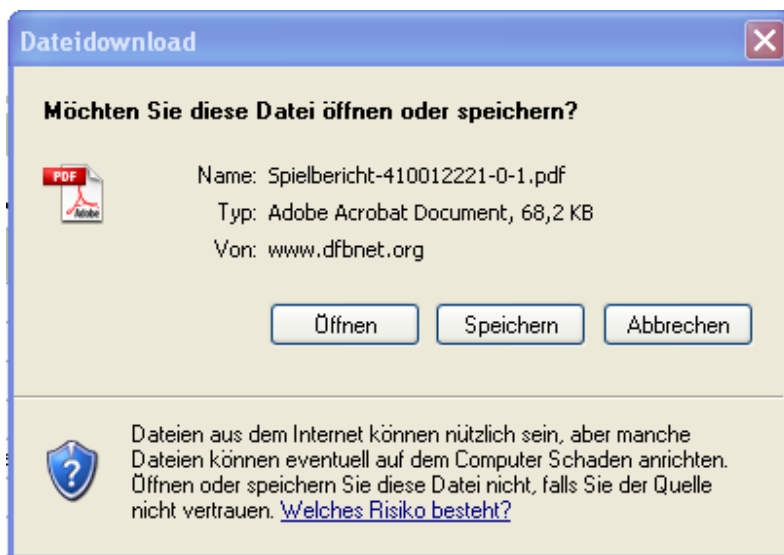 Dateidownload
Möchten Sie diese Datei öffnen oder speichern?
PDF
Adobe
Name: Spielbericht-410012221-0-1.pdf
Typ: Adobe Acrobat Document, 68,2 KB
Von: www.dfbnet.org
Öffnen Speichern Abbrechen
Dateien aus dem Internet können nützlich sein, aber manche
Dateien können eventuell auf dem Computer Schaden anrichten.
Öffnen oder speichern Sie diese Datei nicht, falls Sie der Quelle
nicht vertrauen. Welches Risiko besteht?